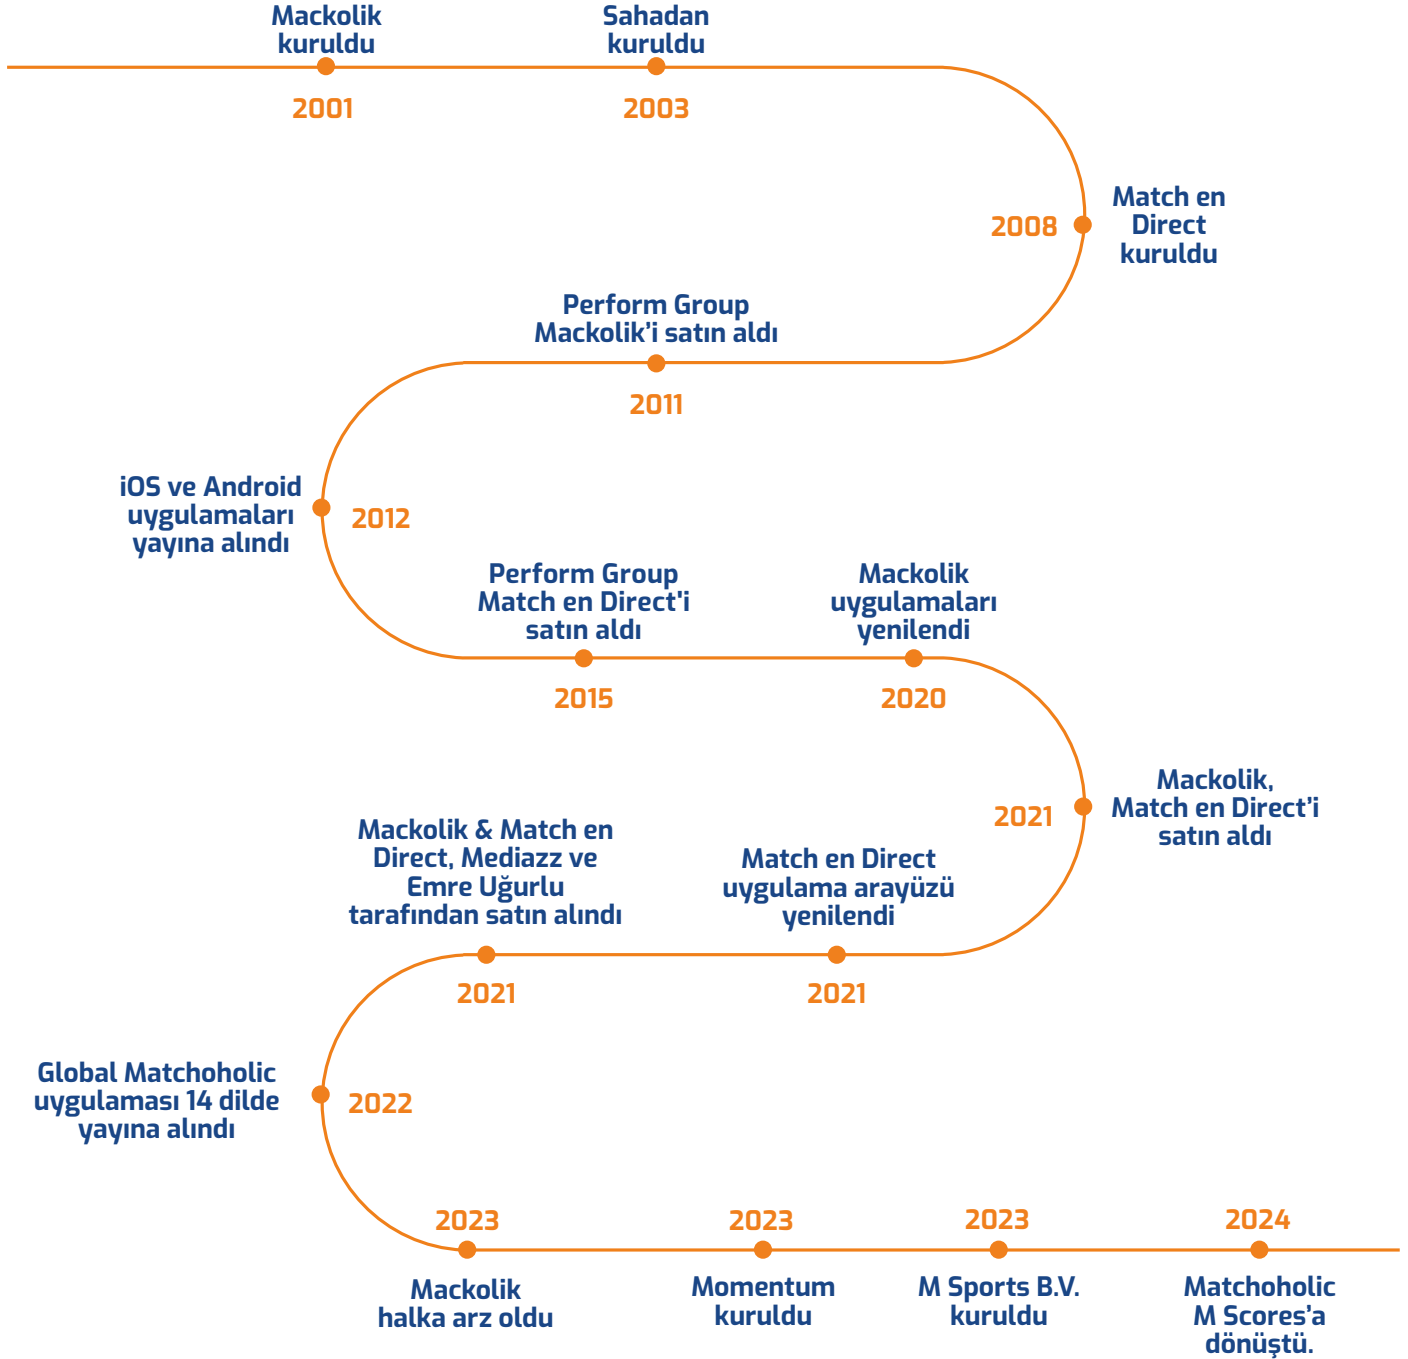 Mackolik
kuruldu
2001
Sahadan
kuruldu
2003
Match en
Direct
kuruldu
2008
Perform Group
Mackolik’i satın aldı
2011
iOS ve Android
uygulamaları
yayına alındı
2012
Perform Group
Match en Direct'i
satın aldı
2015
Mackolik
uygulamaları
yenilendi
2020
Mackolik,
Match en Direct’i
satın aldı
2021
Match en Direct
uygulama arayüzü
yenilendi
2021
Mackolik & Match en
Direct, Mediazz ve
Emre Uğurlu
tarafından satın alındı
2021
Global Matchoholic
uygulaması 14 dilde
yayına alındı
2022
2023
Mackolik
halka arz oldu
2023
Momentum
kuruldu
2023
M Sports B.V.
kuruldu
2024
Matchoholic
M Scores’a
dönüştü.